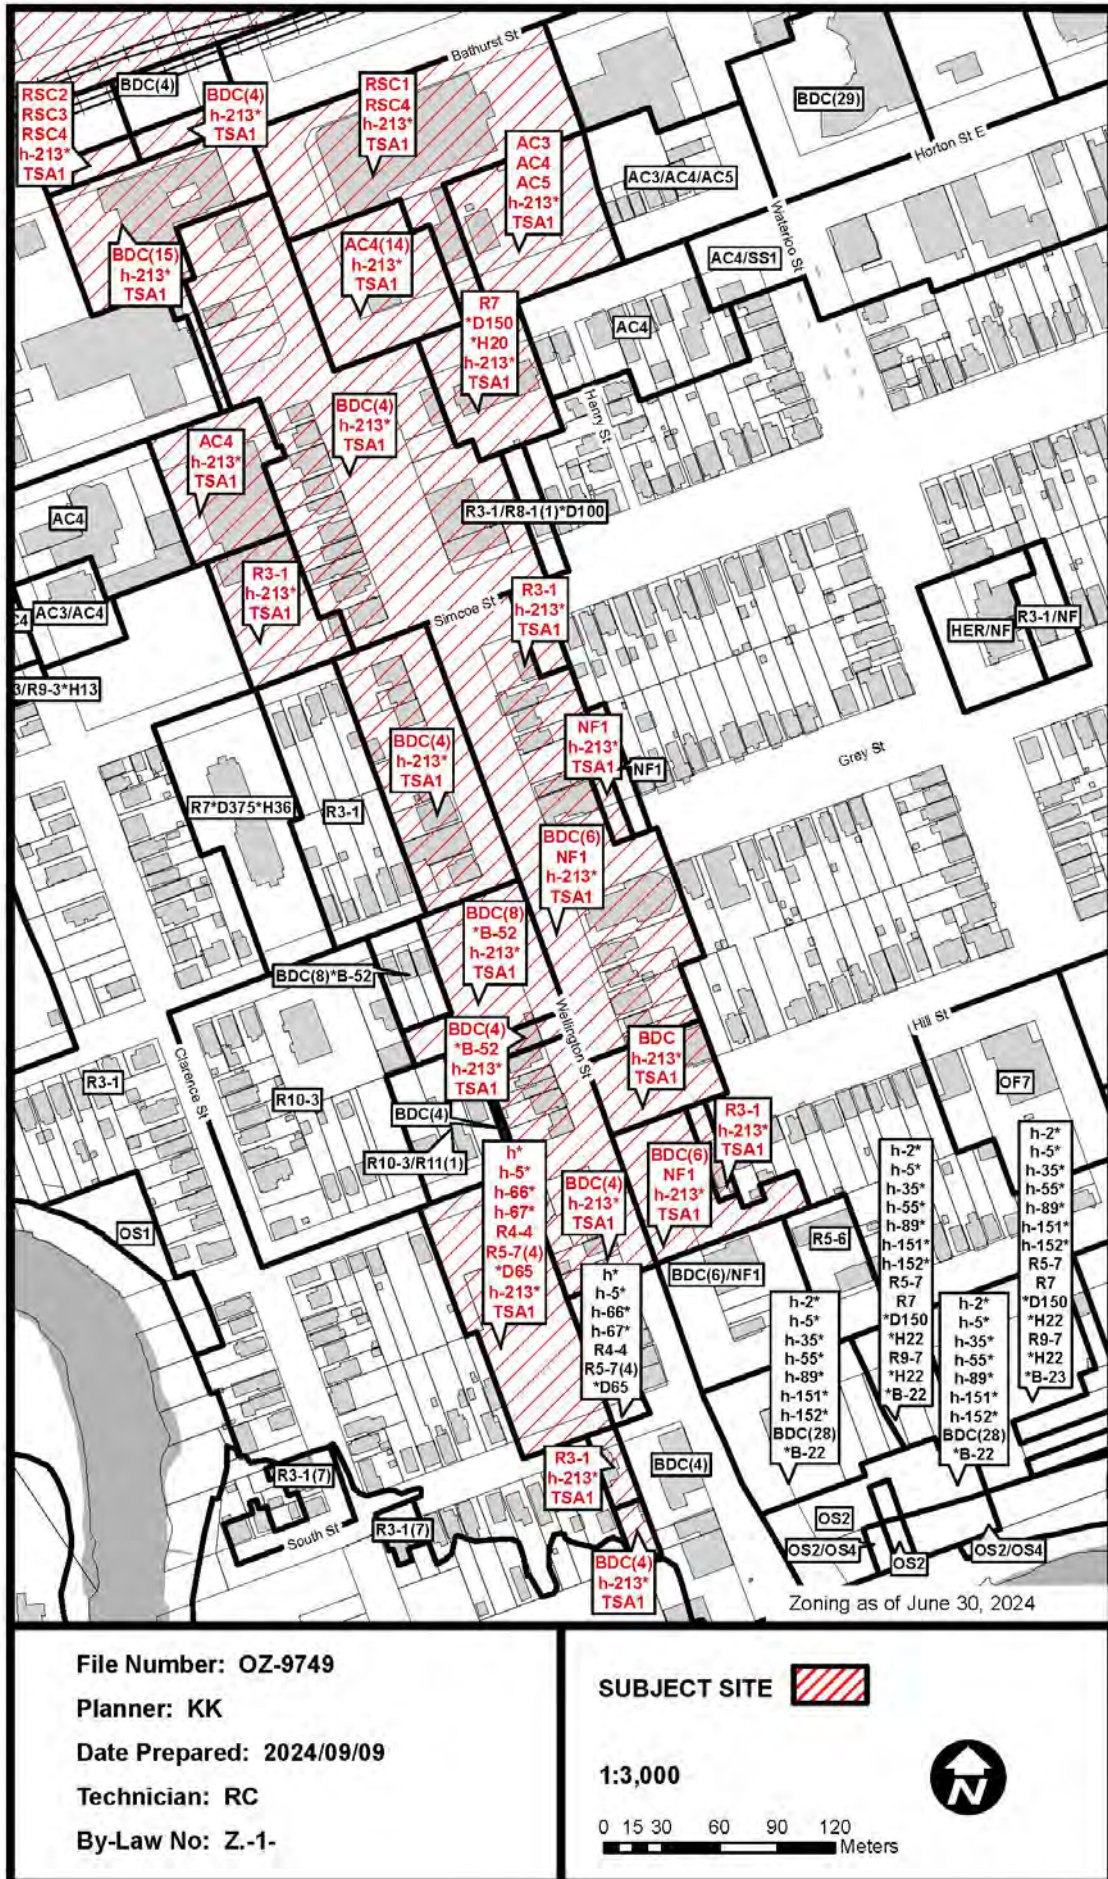 Bathurst St
BDC(4)
RSC2
RSC3
RSC4
h-213*
TSA1
BDC(4)
h-213*
TSA1
RSC1
RSC4
h-213*
TSA1
BDC(29)
Horton St E
AC3
AC4
AC5
h-213*
TSA1
AC3/AC4/AC5
Waterloo St
BDC(15)
h-213*
TSA1
AC4(14)
h-213*
TSA1
AC4/SS1
R7
*D150
*H20
h-213*
TSA1
AC4
Henry St
BDC(4)
h-213*
TSA1
AC4
h-213*
TSA1
AC4
R3-1/R8-1(1)*D100
R3-1
h-213*
TSA1
Simcoe St
R3-1
h-213*
TSA1
AC3/AC4
HER/NF
R3-1/NF
3/R9-3*H13
BDC(4)
h-213*
TSA1
NF1
h-213*
TSA1
NF1
Grey St
R7*D375*H36
R3-1
BDC(6)
NF1
h-213*
TSA1
BDC(8)
*B-52
h-213*
TSA1
BDC(8)*B-52
Wellington St
Hill St
BDC(4)
*B-52
h-213*
TSA1
BDC
h-213*
TSA1
Clarence St
R3-1
R10-3
OF7
BDC(4)
R10-3/R11(1)
R3-1
h-213*
TSA1
h*
h-5*
h-66*
h-67*
R4-4
R5-7(4)
*D65
h-213*
TSA1
BDC(4)
h-213*
TSA1
BDC(6)
NF1
h-213*
TSA1
h-2*
h-5*
h-35*
h-55*
h-89*
h-151*
h-152*
R5-7
R7
*D150
*H22
R9-7
*H22
*B-22
h-2*
h-5*
h-35*
h-55*
h-89*
h-151*
h-152*
R5-7
R7
*D150
*H22
R9-7
*H22
*B-23
OS1
R5-6
BDC(6)/NF1
h*
h-5*
h-66*
h-67*
R4-4
R5-7(4)
*D65
h-2*
h-5*
h-35*
h-55*
h-89*
h-151*
h-152*
BDC(28)
*B-22
h-2*
h-5*
h-35*
h-55*
h-89*
h-151*
h-152*
BDC(28)
*B-22
R3-1
h-213*
TSA1
BDC(4)
R3-1(7)
South St
R3-1(7)
OS2
OS2/OS4
OS2
OS2/OS4
BDC(4)
h-213*
TSA1
Zoning as of June 30, 2024
File Number: OZ-9749
Planner: KK
Date Prepared: 2024/09/09
Technician: RC
By-Law No: Z.-1-
SUBJECT SITE
1:3,000
N
0 15 30 60 90 120
Meters